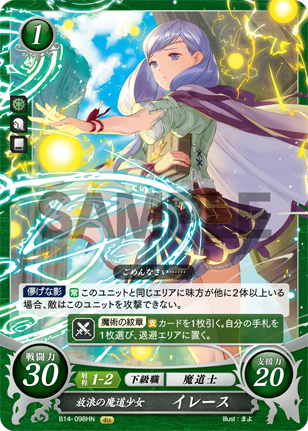 1
SAMPLE
ごめんなさい……
儚げな影 常 このユニットと同じエリアに味方が他に2体以上いる
場合、敵はこのユニットを攻撃できない。
魔術の紋章 支 カードを1枚引く。自分の手札を
1枚選び、退避エリアに置く。
戦闘力
30
射程 1-2 下級職 魔道士
支援力
20
放浪の魔道少女 イレース
B14-098HN
Illust:まよ